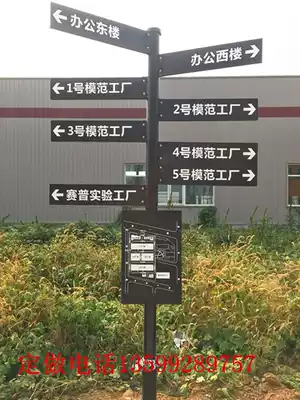 ← 办公东楼
办公西楼 →
← 1号模范工厂
2号模范工厂 →
← 3号模范工厂
4号模范工厂 →
5号模范工厂 →
← 赛普实验工厂
定做电话13599289757